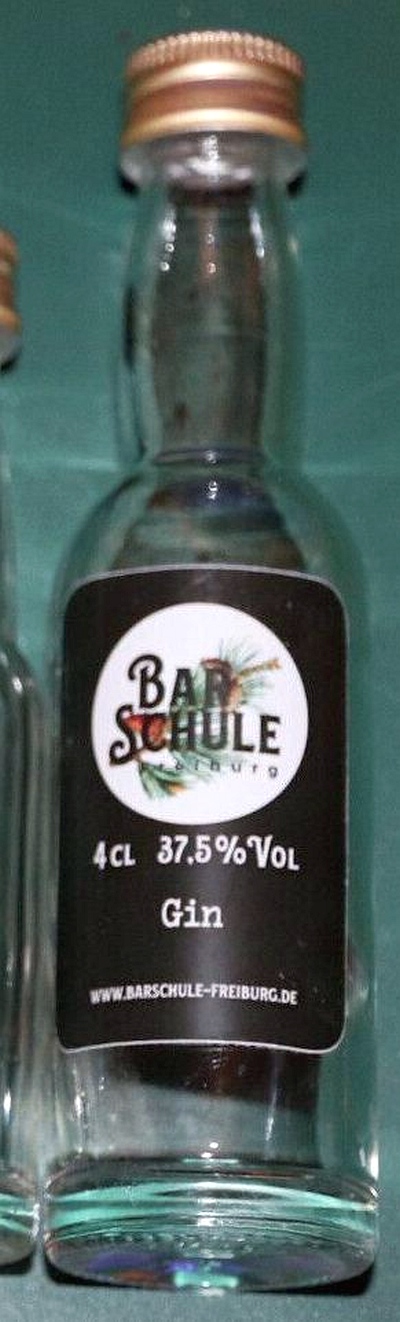 BAR
SCHULE
freiburg
4CL 37,5%VOL
Gin
WWW.BARSCHULE-FREIBURG.DE